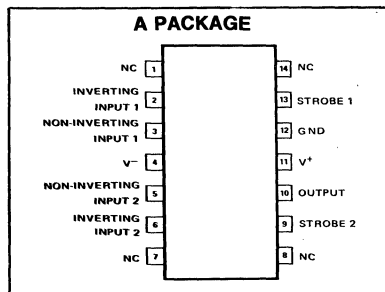 A PACKAGE
NC 1
INVERTING
INPUT 1 2
NON-INVERTING
INPUT 1 3
V− 4
NON-INVERTING
INPUT 2 5
INVERTING
INPUT 2 6
NC 7
14 NC
13 STROBE 1
12 GND
11 V+
10 OUTPUT
9 STROBE 2
8 NC